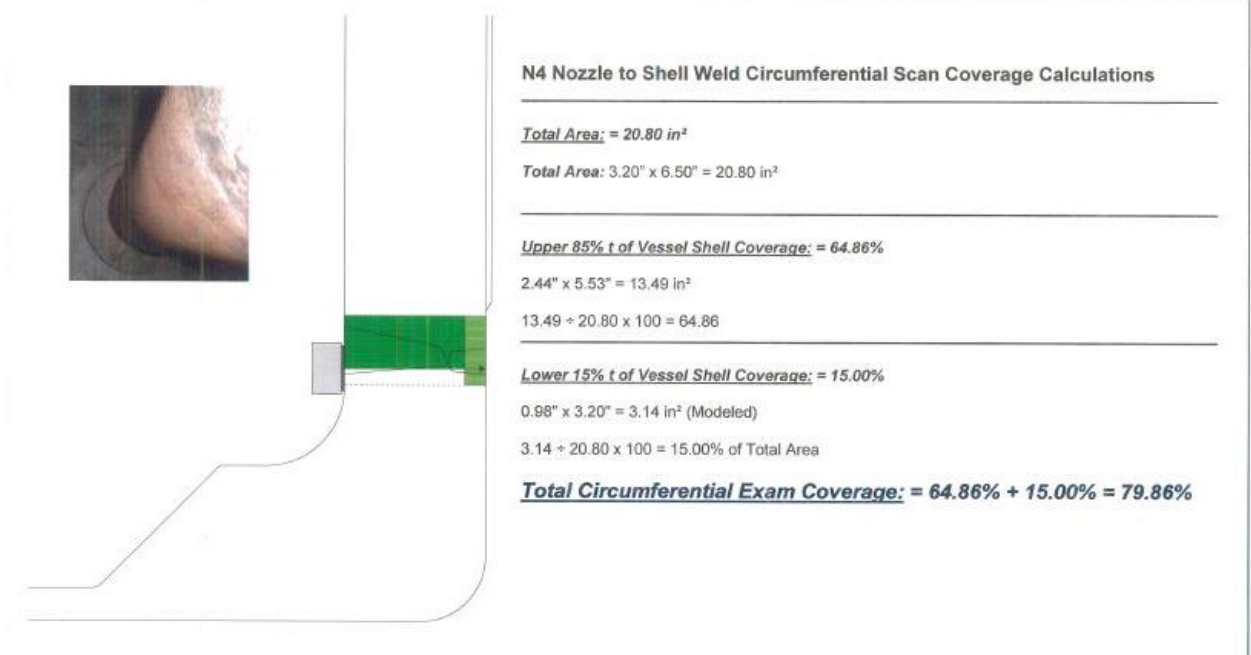 N4 Nozzle to Shell Weld Circumferential Scan Coverage Calculations
Total Area: = 20.80 in²
Total Area: 3.20" x 6.50" = 20.80 in²
Upper 85% t of Vessel Shell Coverage: = 64.86%
2.44" x 5.53" = 13.49 in²
13.49 ÷ 20.80 x 100 = 64.86
Lower 15% t of Vessel Shell Coverage: = 15.00%
0.98" x 3.20" = 3.14 in² (Modeled)
3.14 ÷ 20.80 x 100 = 15.00% of Total Area
Total Circumferential Exam Coverage: = 64.86% + 15.00% = 79.86%